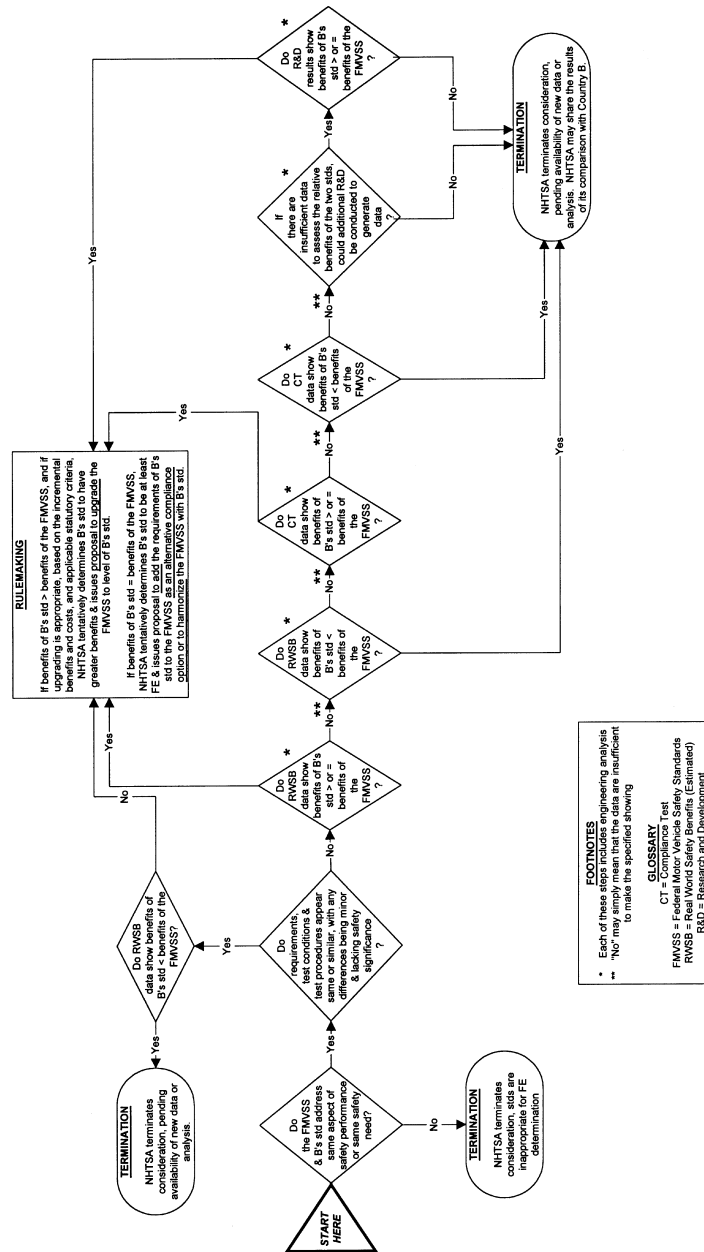 START
HERE
Do
the FMVSS
& B's std address
same aspect of
safety performance
or same safety
need?
No
TERMINATION
NHTSA terminates
consideration, stds are
inappropriate for FE
determination
Yes
Do
requirements,
test conditions &
test procedures appear
same or similar, with any
differences being minor
& lacking safety
significance
?
Yes
Do RWSB
data show benefits of
B's std < benefits of the
FMVSS?
Yes
TERMINATION
NHTSA terminates
consideration, pending
availability of new data or
analysis.
No
No
Do
RWSB
data show
benefits of B's
std > or =
benefits of
the
FMVSS
?
*
Yes
No
**
Do
RWSB
data show
benefits of
B's std <
benefits of
the
FMVSS
?
*
Yes
No
**
Do
CT
data show
benefits of
B's std > or =
benefits of
the
FMVSS
?
*
Yes
No
**
Do
CT
data show
benefits of B's
std < benefits
of the
FMVSS
?
*
Yes
No
**
If
there are
insufficient data
to assess the relative
benefits of the two stds,
could additional R&D
be conducted to
generate
data
?
*
No
Yes
Do
R&D
results show
benefits of B's
std > or =
benefits of the
FMVSS
?
*
Yes
No
RULEMAKING
If benefits of B's std > benefits of the FMVSS, and if
upgrading is appropriate, based on the incremental
benefits and costs, and applicable statutory criteria,
NHTSA tentatively determines B's std to have
greater benefits & issues proposal to upgrade the
FMVSS to level of B's std.
If benefits of B's std = benefits of the FMVSS,
NHTSA tentatively determines B's std to be at least
FE & issues proposal to add the requirements of B's
std to the FMVSS as an alternative compliance
option or to harmonize the FMVSS with B's std.
TERMINATION
NHTSA terminates consideration,
pending availability of new data or
analysis. NHTSA may share the results
of its comparison with Country B.
FOOTNOTES
* Each of these steps includes engineering analysis
** "No" may simply mean that the data are insufficient
to make the specified showing
GLOSSARY
CT = Compliance Test
FMVSS = Federal Motor Vehicle Safety Standards
RWSB = Real World Safety Benefits (Estimated)
R&D = Research and Development